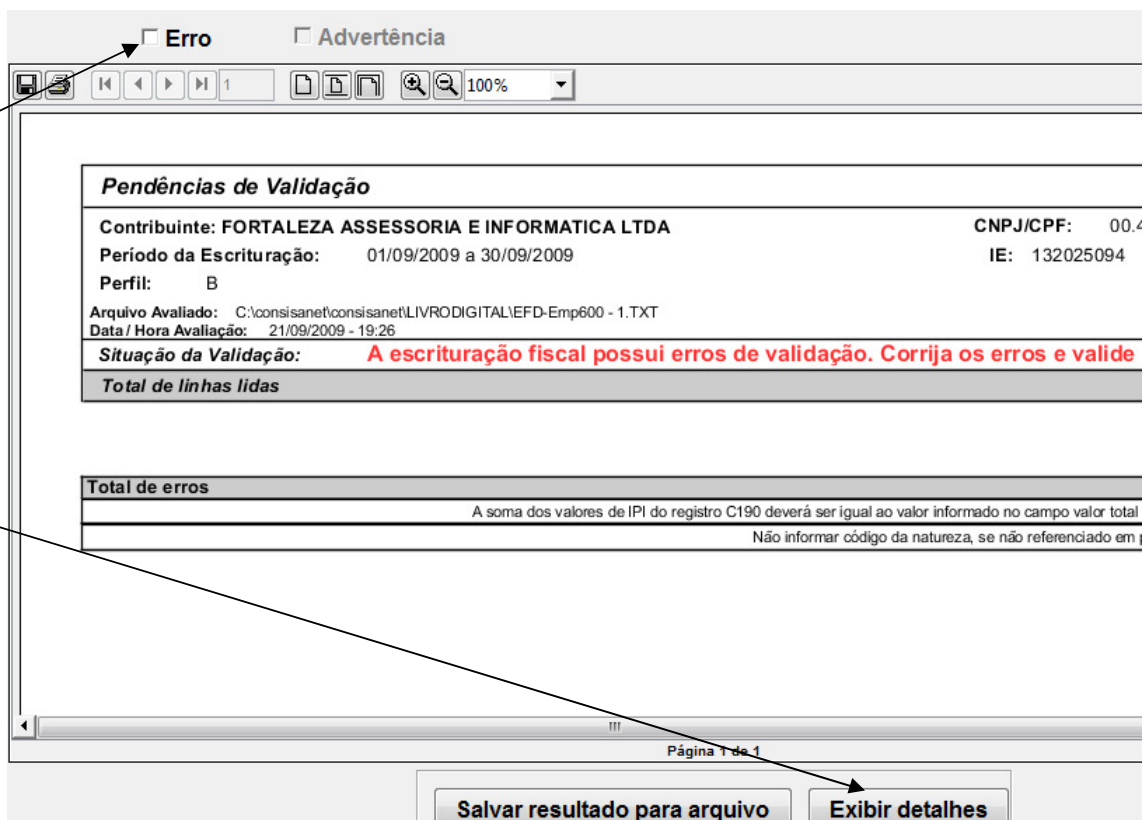 Erro Advertência
1 100%
Pendências de Validação
Contribuinte: FORTALEZA ASSESSORIA E INFORMATICA LTDA CNPJ/CPF: 00.4
Período da Escrituração: 01/09/2009 a 30/09/2009 IE: 132025094
Perfil: B
Arquivo Avaliado: C:\consisanet\consisanet\LIVRODIGITAL\EFD-Emp600 - 1.TXT
Data / Hora Avaliação: 21/09/2009 - 19:26
Situação da Validação: A escrituração fiscal possui erros de validação. Corrija os erros e valide
Total de linhas lidas
Total de erros
A soma dos valores de IPI do registro C190 deverá ser igual ao valor informado no campo valor total
Não informar código da natureza, se não referenciado em
Página 1 de 1
Salvar resultado para arquivo Exibir detalhes